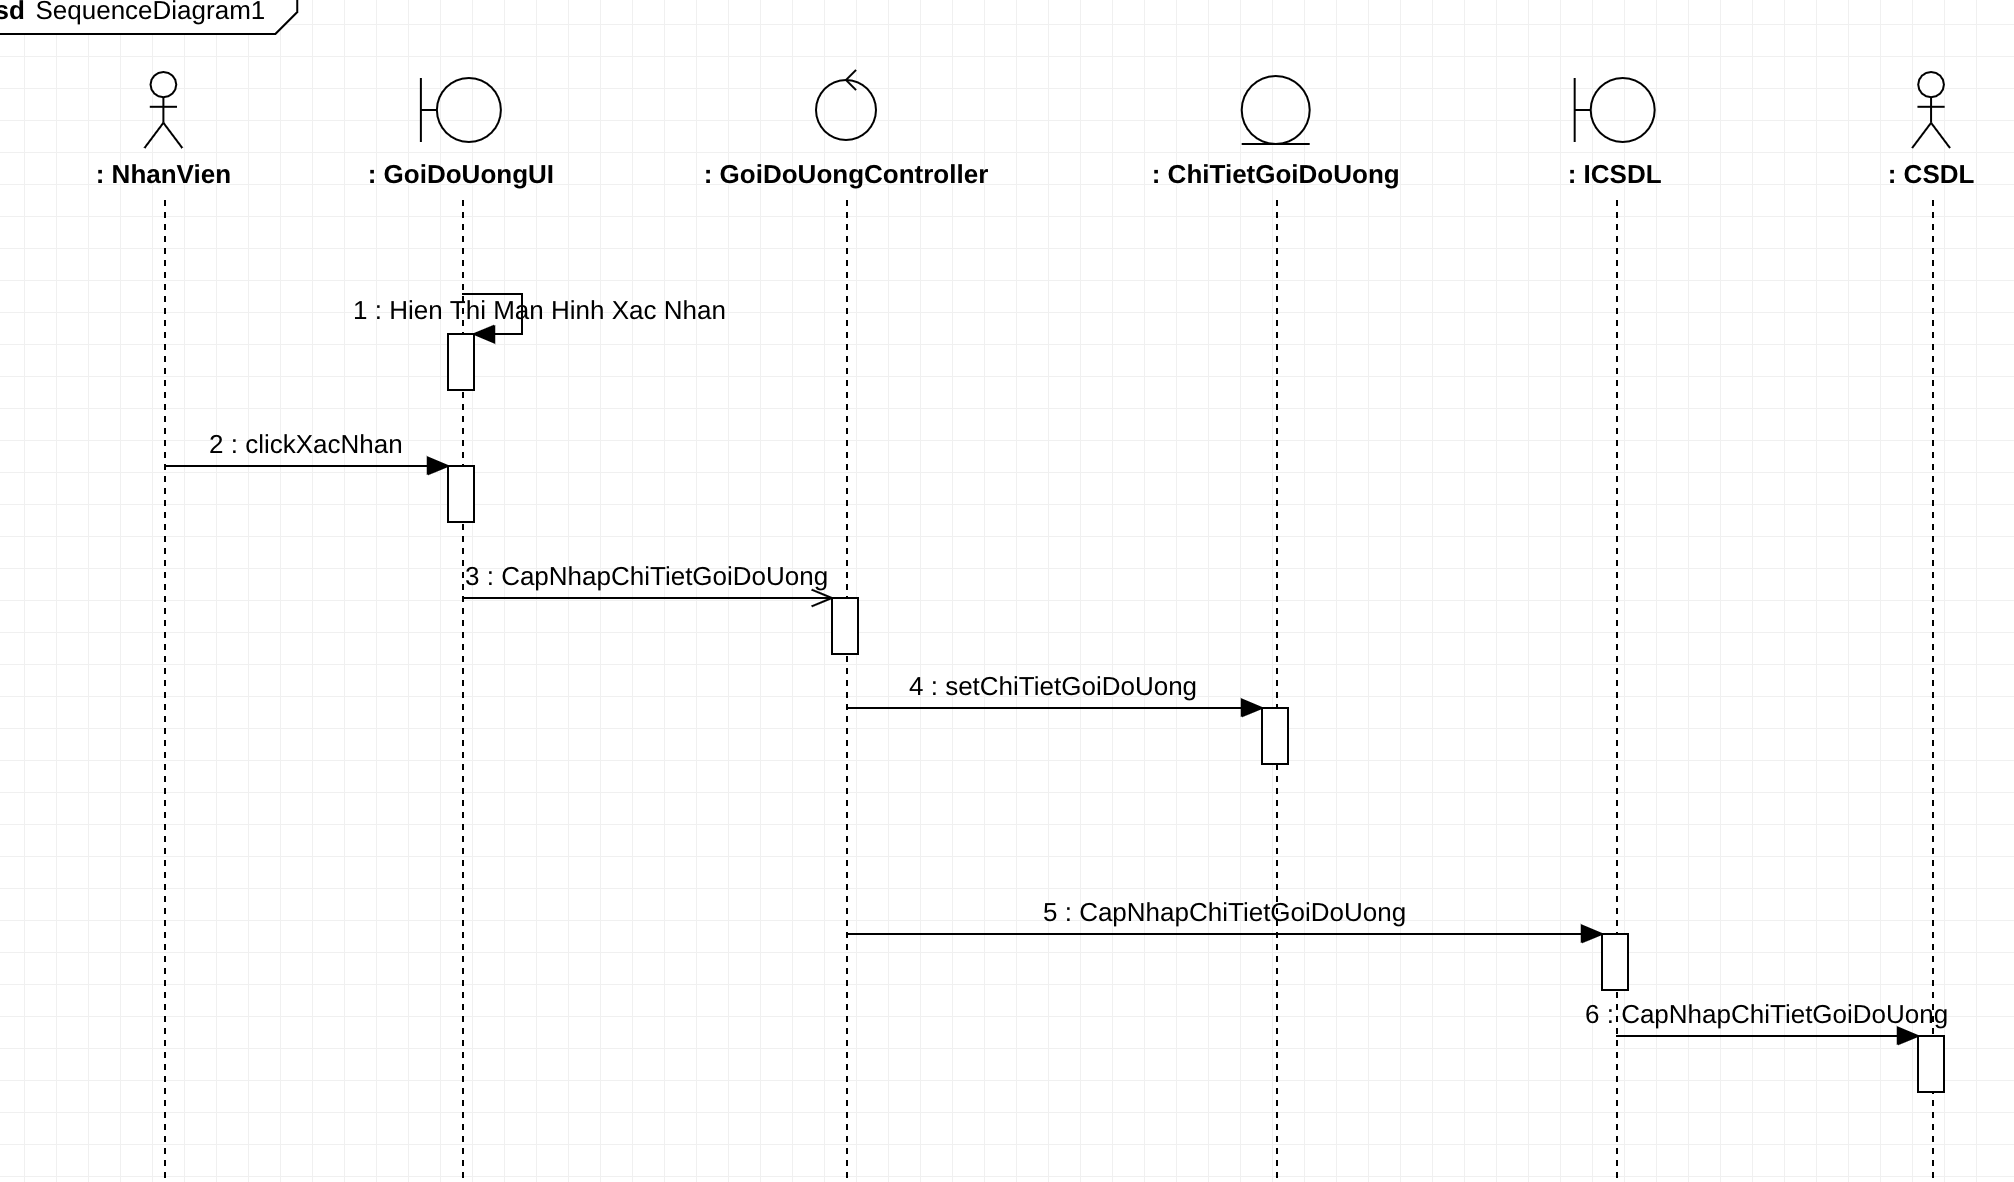 sd SequenceDiagram1
: NhanVien
: GoiDoUongUI
: GoiDoUongController
: ChiTietGoiDoUong
: ICSDL
: CSDL
1 : Hien Thi Man Hinh Xac Nhan
2 : clickXacNhan
3 : CapNhapChiTietGoiDoUong
4 : setChiTietGoiDoUong
5 : CapNhapChiTietGoiDoUong
6 : CapNhapChiTietGoiDoUong